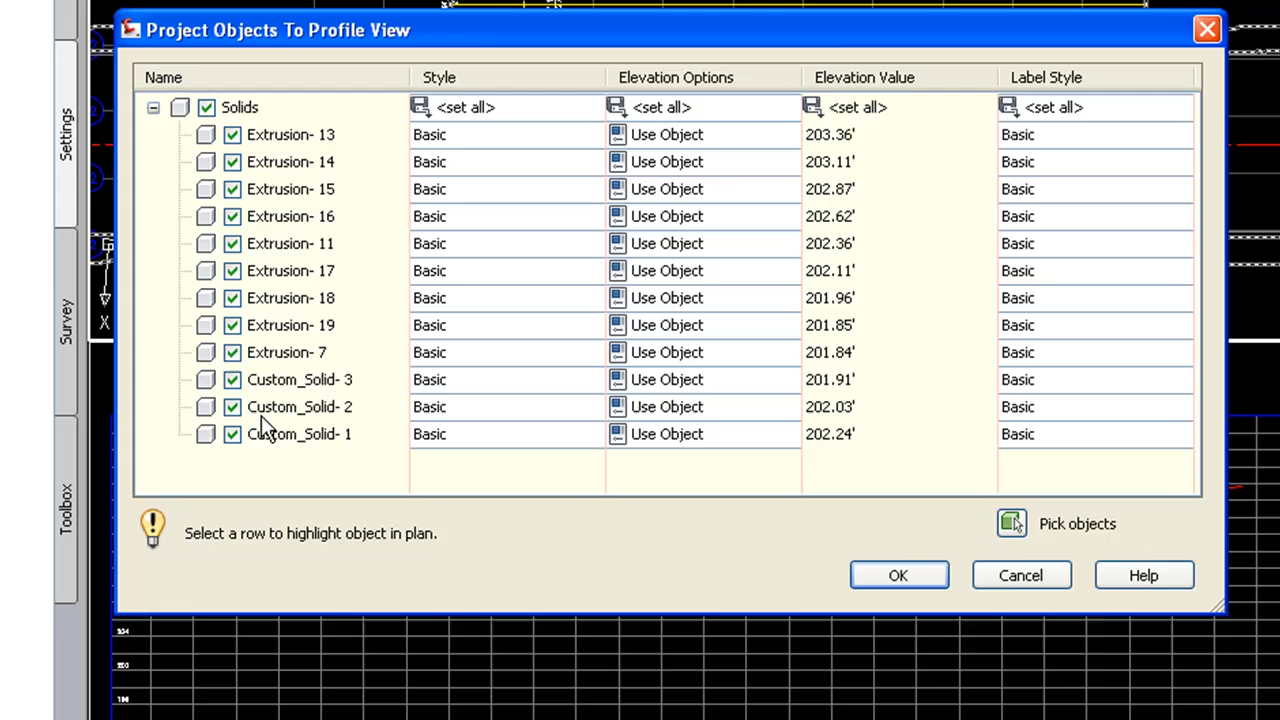 Project Objects To Profile View
Name Style Elevation Options Elevation Value Label Style
Solids <set all> <set all> <set all> <set all>
Extrusion- 13 Basic Use Object 203.36' Basic
Extrusion- 14 Basic Use Object 203.11' Basic
Extrusion- 15 Basic Use Object 202.87' Basic
Extrusion- 16 Basic Use Object 202.62' Basic
Extrusion- 11 Basic Use Object 202.36' Basic
Extrusion- 17 Basic Use Object 202.11' Basic
Extrusion- 18 Basic Use Object 201.96' Basic
Extrusion- 19 Basic Use Object 201.85' Basic
Extrusion- 7 Basic Use Object 201.84' Basic
Custom_Solid- 3 Basic Use Object 201.91' Basic
Custom_Solid- 2 Basic Use Object 202.03' Basic
Custom_Solid- 1 Basic Use Object 202.24' Basic
Select a row to highlight object in plan.
Pick objects
OK Cancel Help
Settings
Survey
Toolbox
X